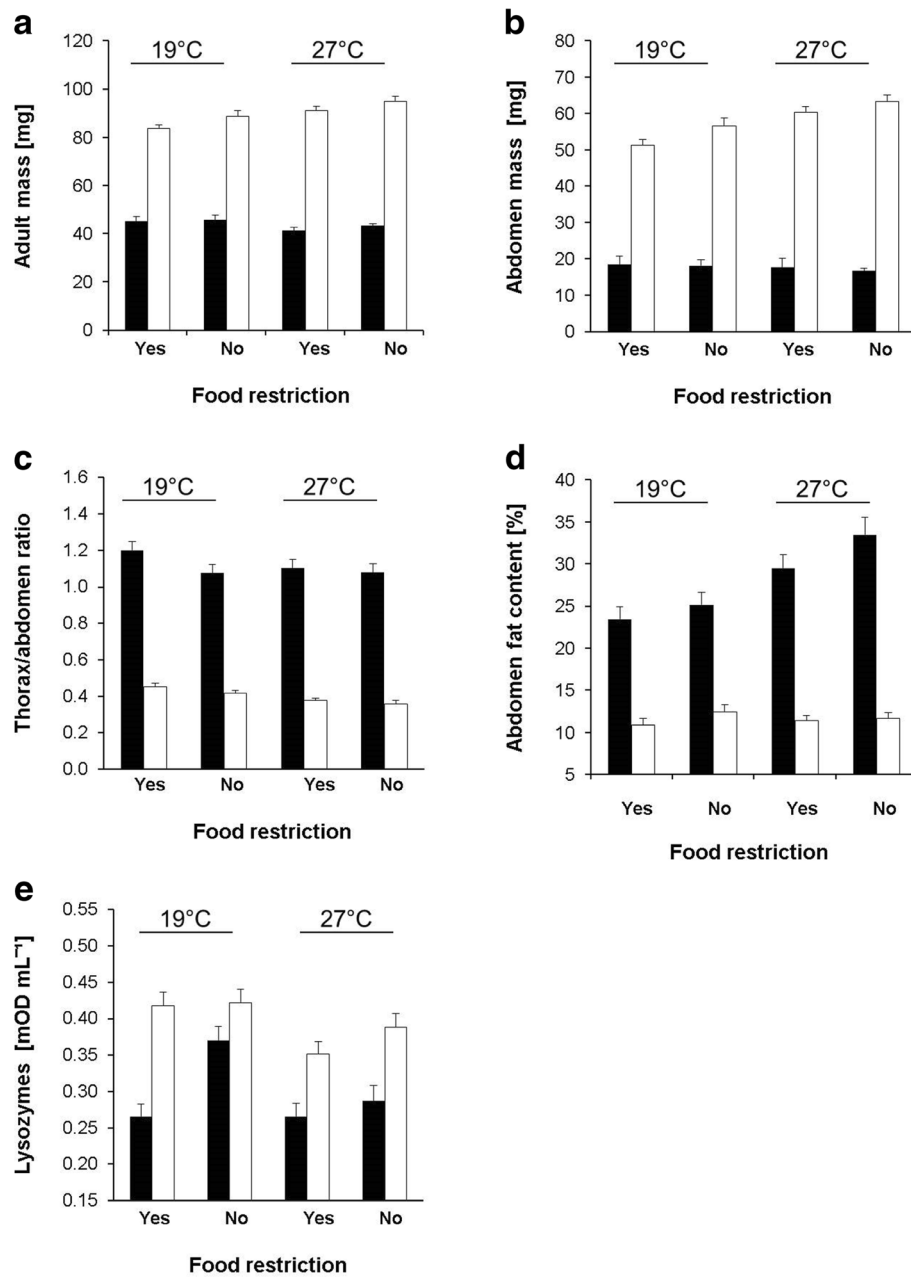 a
120
100
80
60
40
20
0
Adult mass [mg]
19°C 27°C
Yes No Yes No
Food restriction
b
80
70
60
50
40
30
20
10
0
Abdomen mass [mg]
19°C 27°C
Yes No Yes No
Food restriction
c
1.6
1.4
1.2
1.0
0.8
0.6
0.4
0.2
0.0
Thorax/abdomen ratio
19°C 27°C
Yes No Yes No
Food restriction
d
40
35
30
25
20
15
10
5
Abdomen fat content [%]
19°C 27°C
Yes No Yes No
Food restriction
e
0.55
0.50
0.45
0.40
0.35
0.30
0.25
0.20
0.15
Lysozymes [mOD mL⁻¹]
19°C 27°C
Yes No Yes No
Food restriction